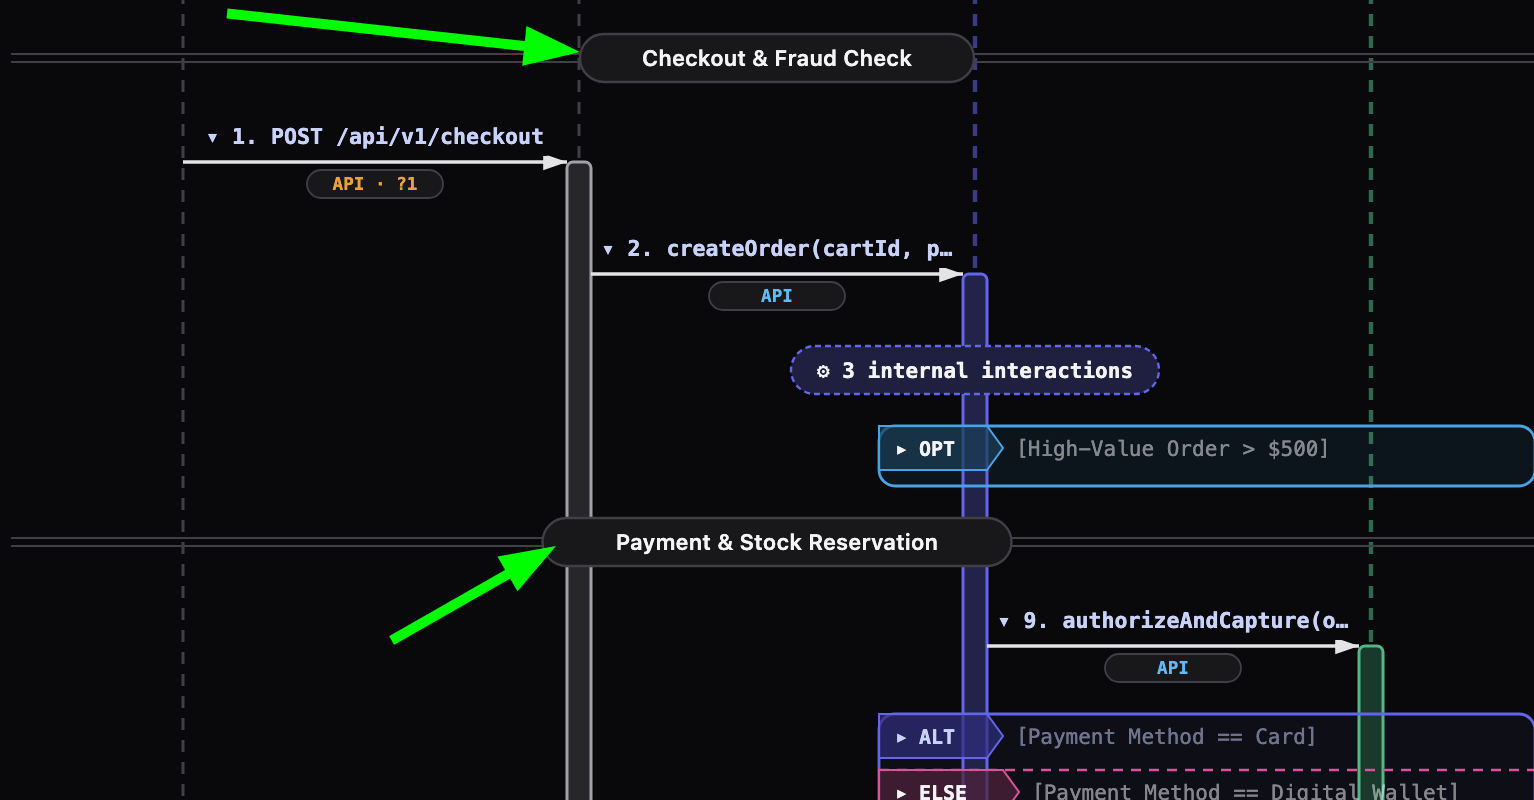 Checkout & Fraud Check
▼ 1. POST /api/v1/checkout
API · ?1
▼ 2. createOrder(cartId, p…
API
⚙ 3 internal interactions
▶ OPT [High-Value Order > $500]
Payment & Stock Reservation
▼ 9. authorizeAndCapture(o…
API
▶ ALT [Payment Method == Card]
▶ ELSE [Payment Method == Digital Wallet]